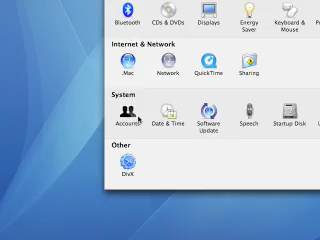 Bluetooth CDs & DVDs Displays Energy Saver Keyboard & Mouse
Internet & Network
.Mac Network QuickTime Sharing
System
Accounts Date & Time Software Update Speech Startup Disk
Other
DivX